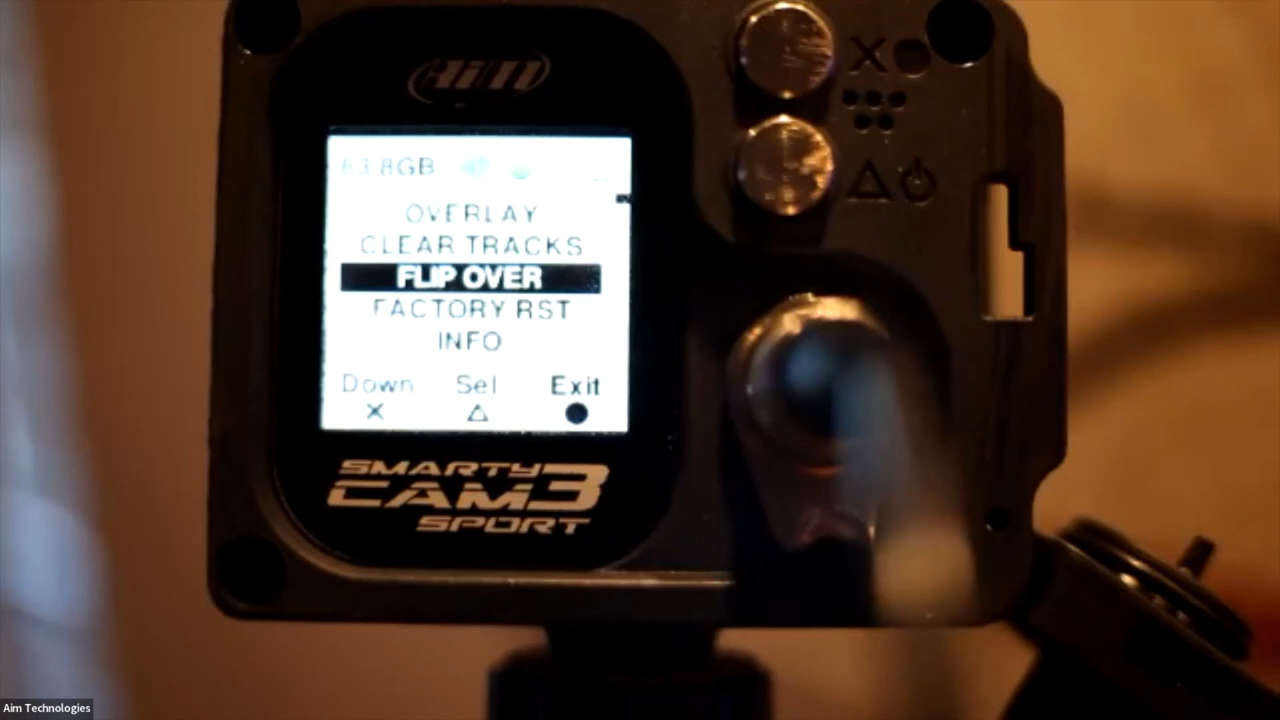 AiM
63.8GB
OVERLAY
CLEAR TRACKS
FLIP OVER
FACTORY RST
INFO
Down Sel Exit
SMARTY
CAM3
SPORT
Aim Technologies